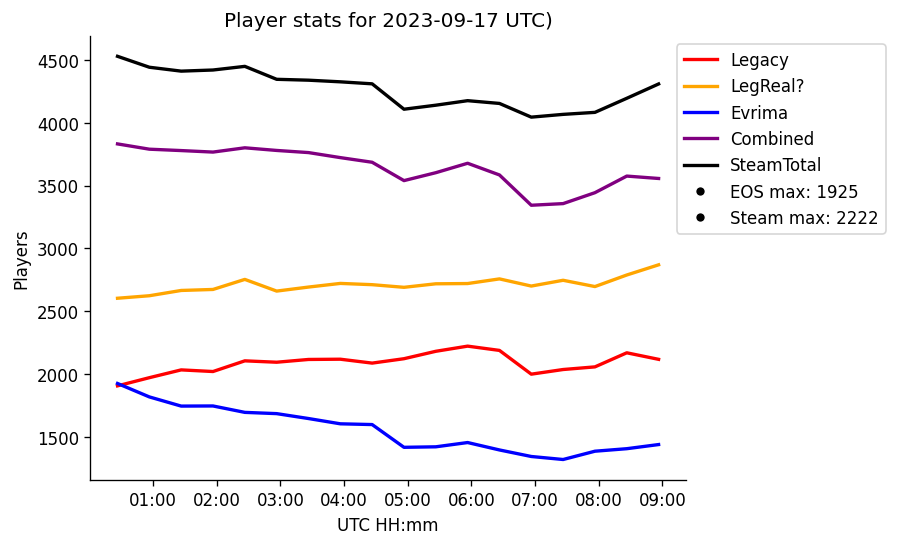 Player stats for 2023-09-17 UTC)
4500
4000
3500
3000
2500
2000
1500
Players
01:00 02:00 03:00 04:00 05:00 06:00 07:00 08:00 09:00
UTC HH:mm
Legacy
LegReal?
Evrima
Combined
SteamTotal
EOS max: 1925
Steam max: 2222